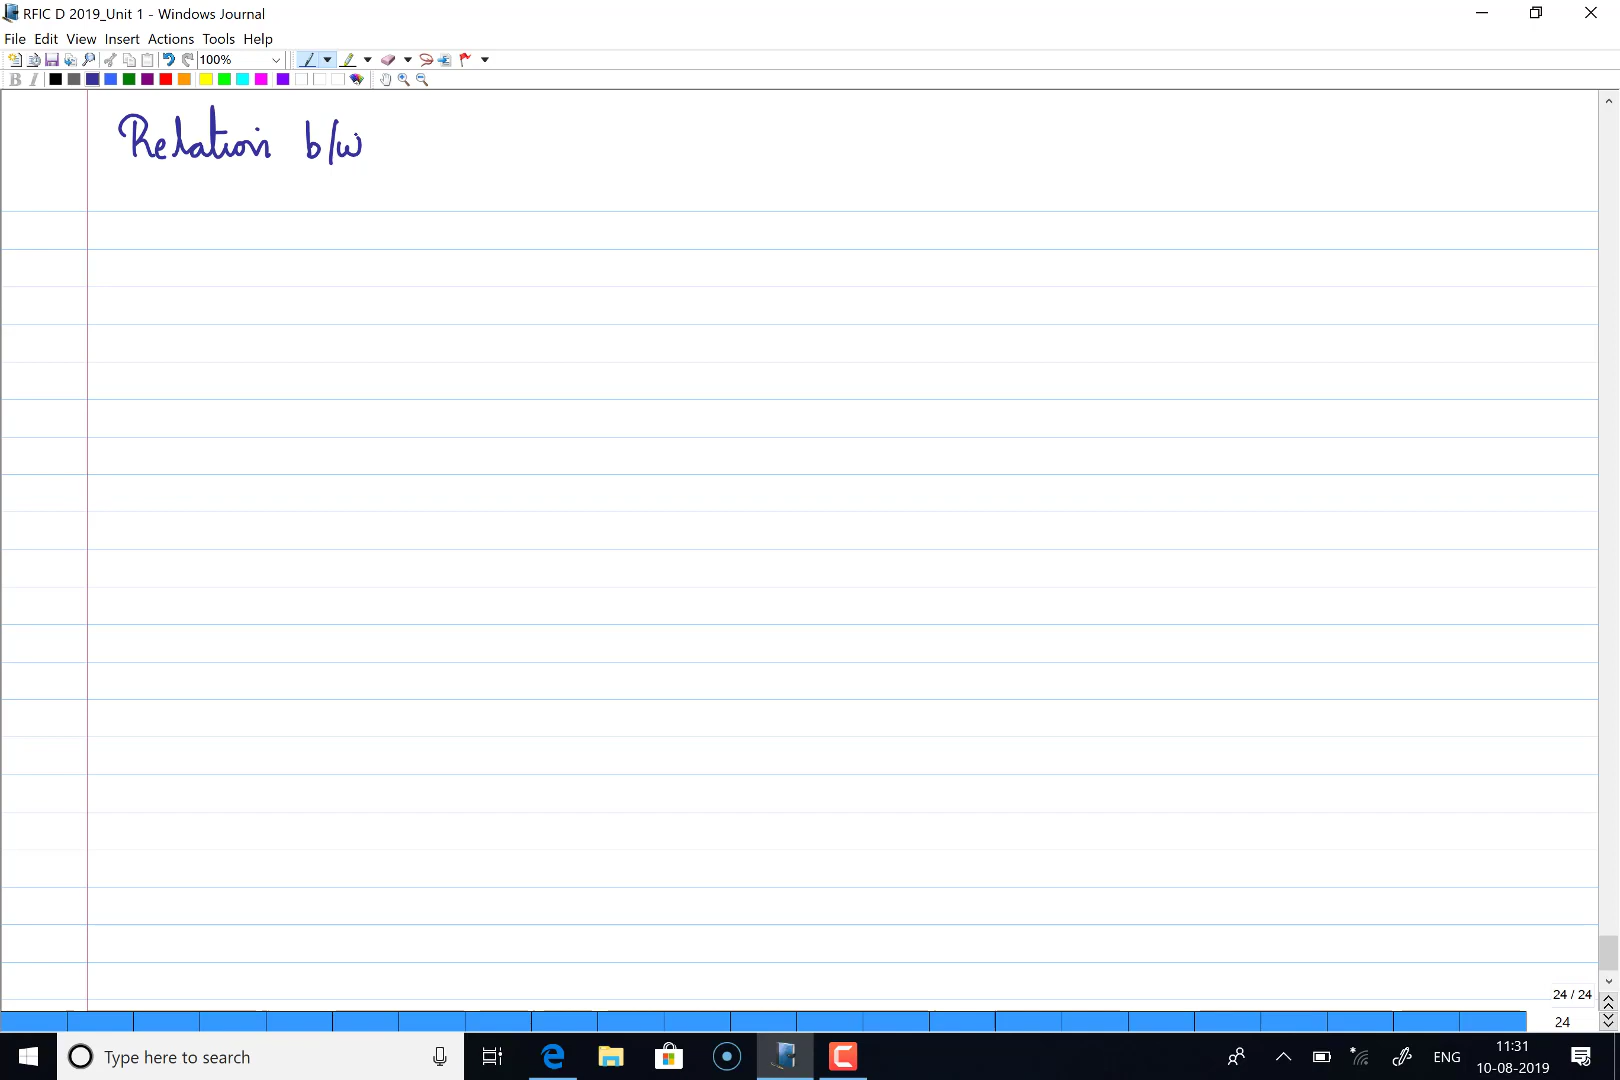 RFIC D 2019_Unit 1 - Windows Journal
File Edit View Insert Actions Tools Help
100%
B I
Relation b/w
24 / 24
24
Type here to search
ENG
11:31
10-08-2019